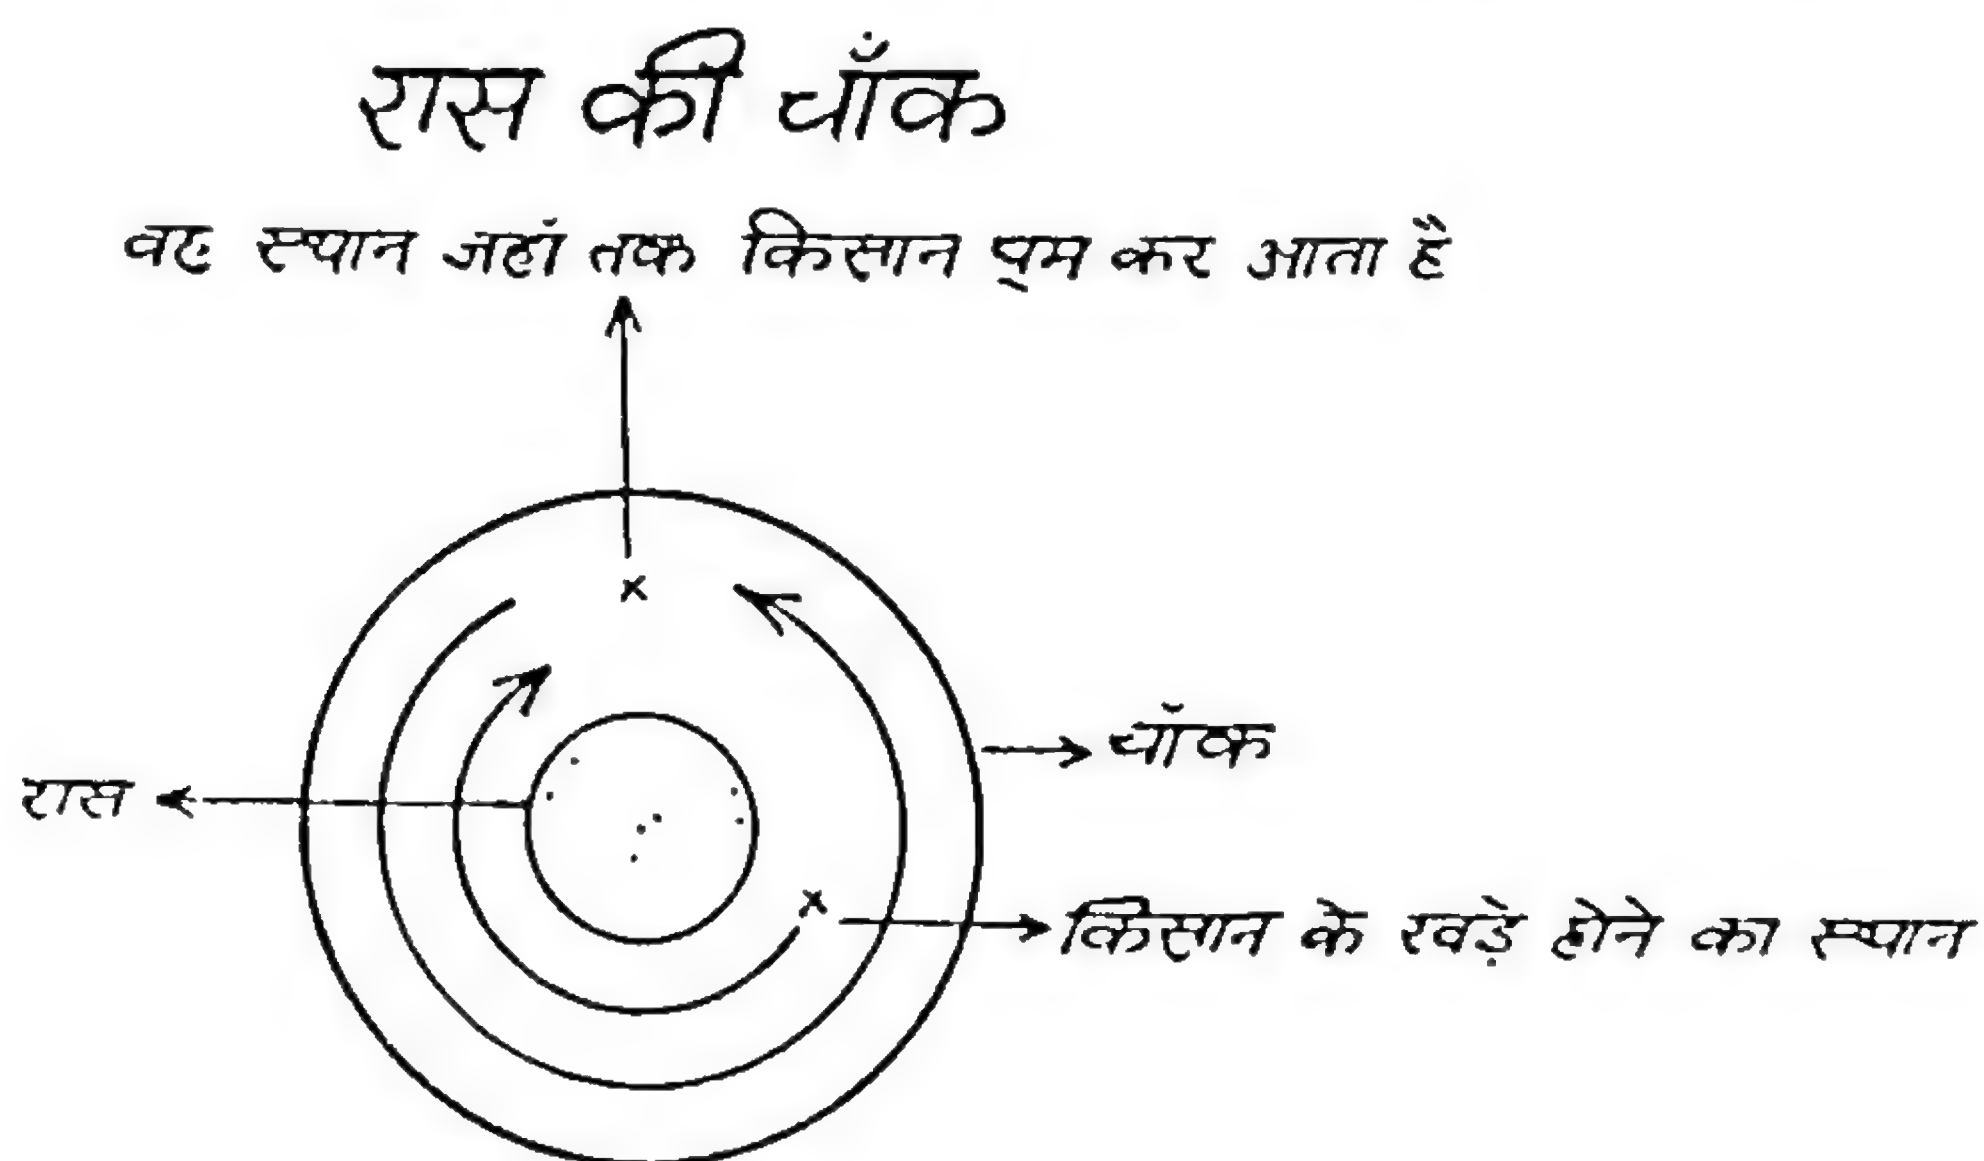 रास की चाँक
वह स्थान जहाँ तक किसान घूम कर आता है
चाँक
रास
किसान के खड़े होने का स्थान